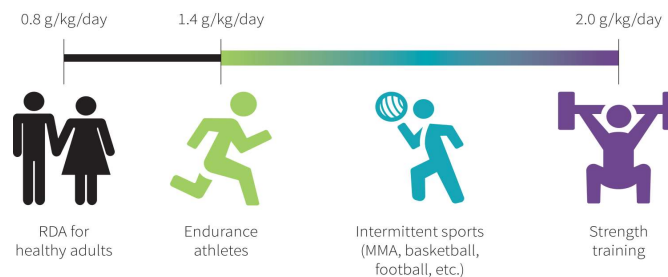 0.8 g/kg/day
1.4 g/kg/day
2.0 g/kg/day
RDA for
healthy adults
Endurance
athletes
Intermittent sports
(MMA, basketball,
football, etc.)
Strength
training